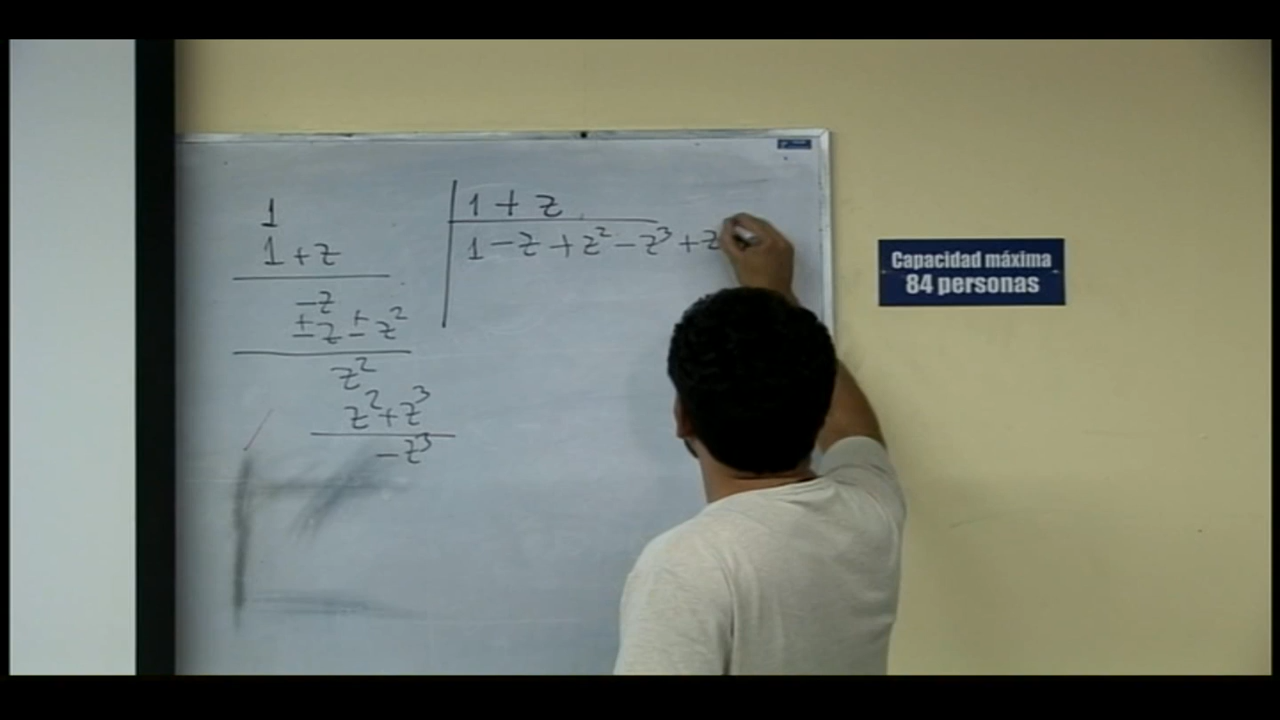 1
1 + z
1 + z
1 - z + z² - z³ + z
-z
± z ± z²
z²
z² + z³
- z³
Capacidad máxima
84 personas